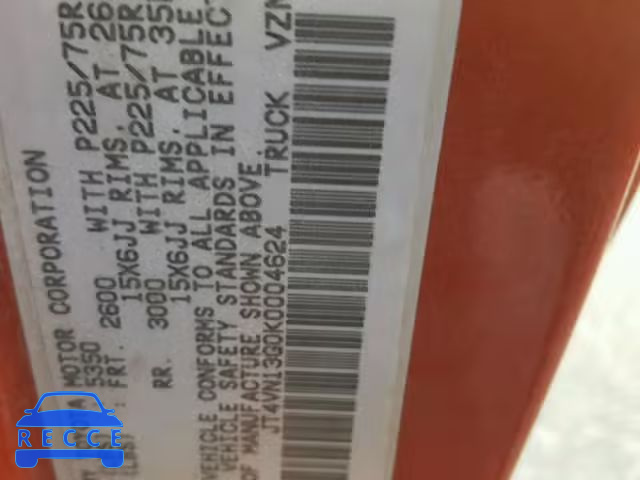 MOTOR CORPORATION
5350
FRT. 2600 WITH P225/75R
15X6JJ RIMS, AT 26
RR. 3000 WITH P225/75R
15X6JJ RIMS, AT 35
VEHICLE CONFORMS TO ALL APPLICABLE
VEHICLE SAFETY STANDARDS IN EFFECT
OF MANUFACTURE SHOWN ABOVE.
JT4VN13G0K0004624 TRUCK VZN
RECCE